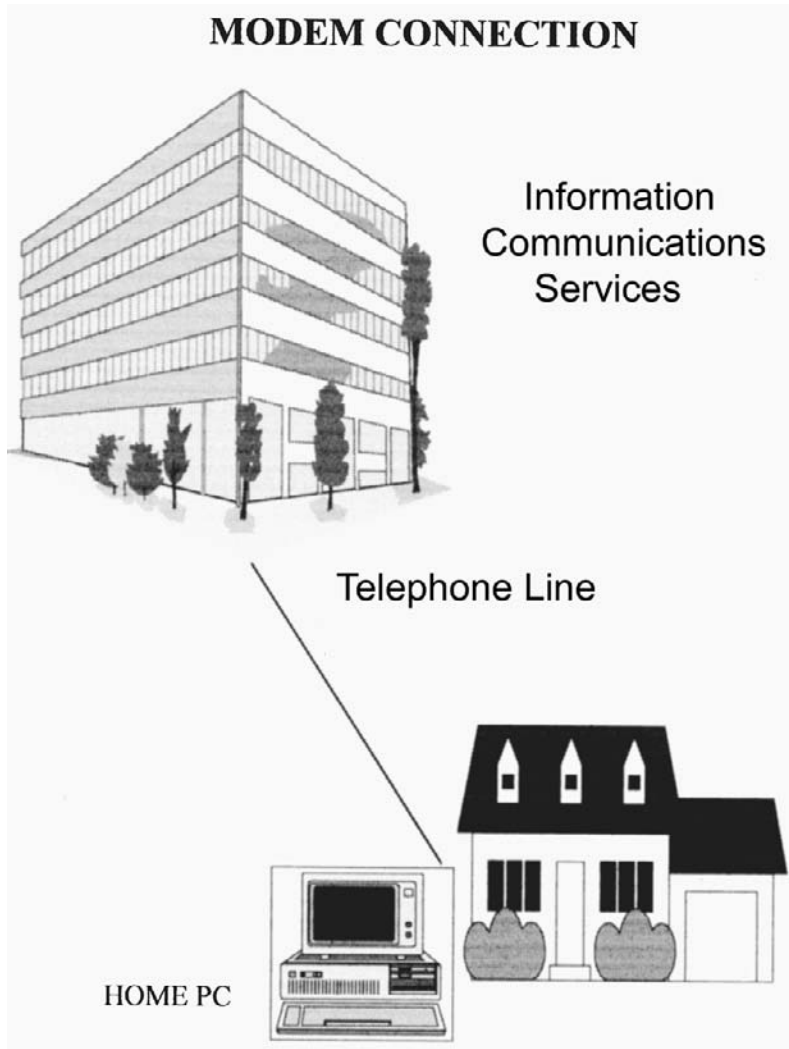 MODEM CONNECTION
Information
Communications
Services
Telephone Line
HOME PC